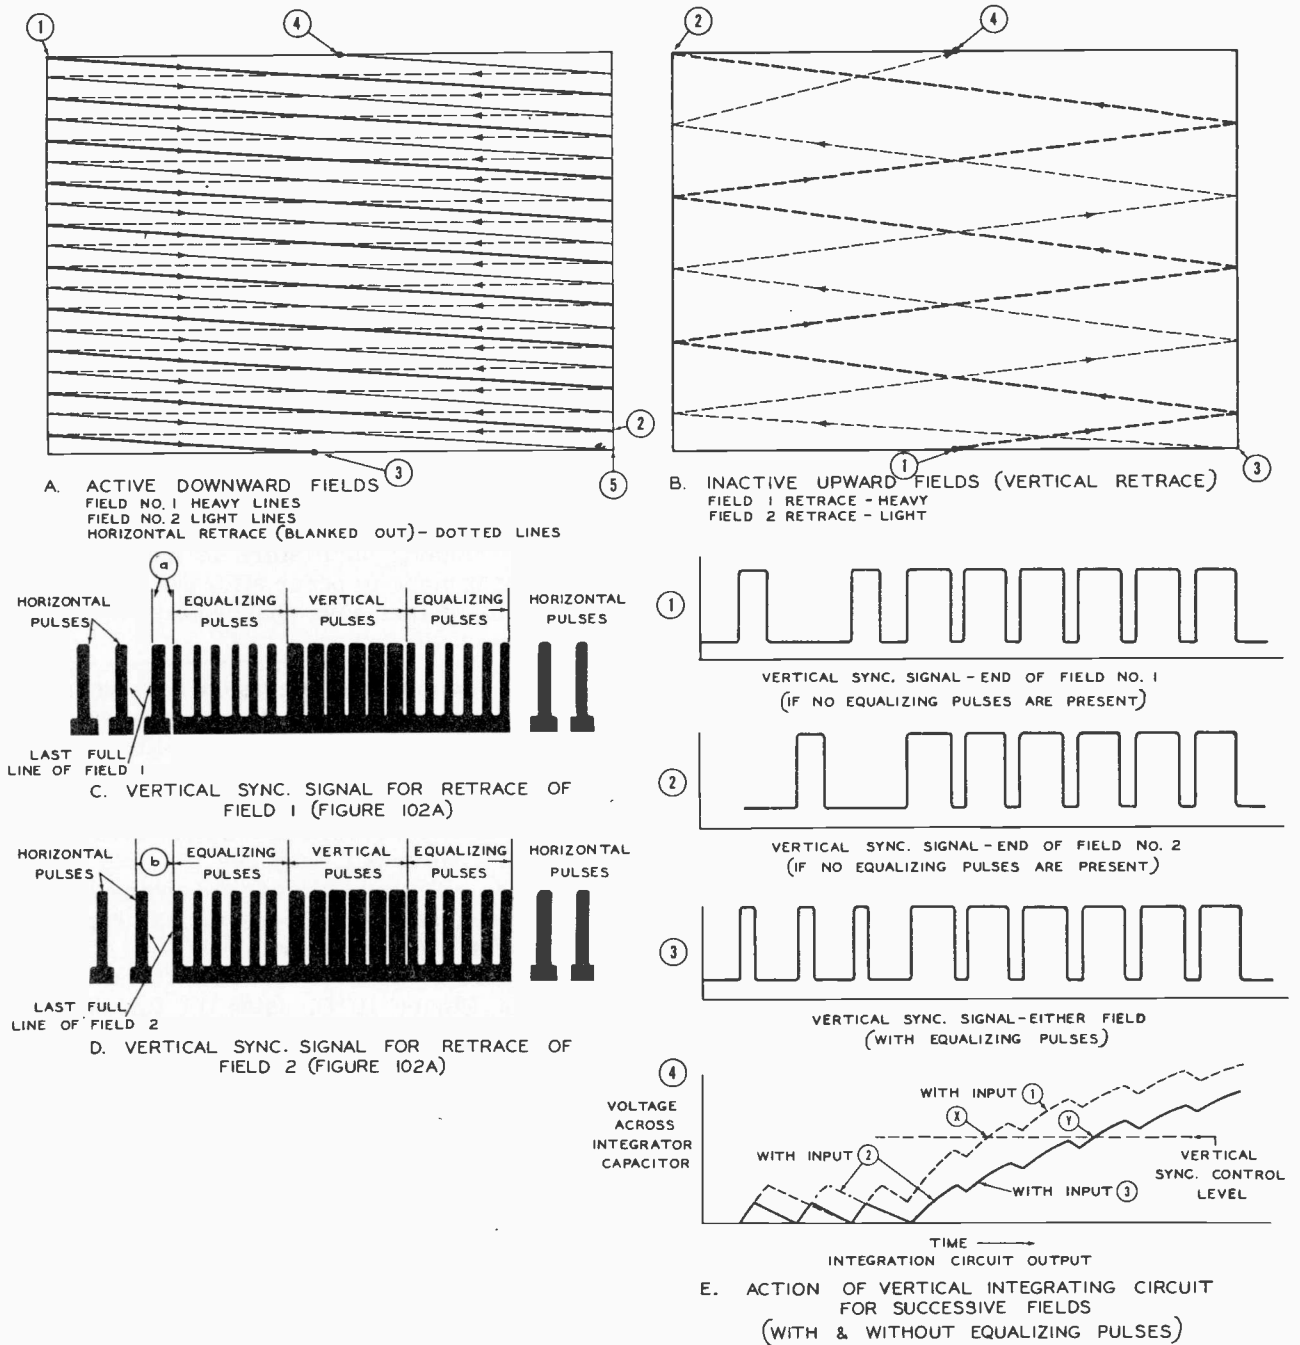 1
4
2
4
2
3
5
1
3
A. ACTIVE DOWNWARD FIELDS
FIELD NO. 1 HEAVY LINES
FIELD NO. 2 LIGHT LINES
HORIZONTAL RETRACE (BLANKED OUT) - DOTTED LINES
B. INACTIVE UPWARD FIELDS (VERTICAL RETRACE)
FIELD 1 RETRACE - HEAVY
FIELD 2 RETRACE - LIGHT
a
HORIZONTAL
PULSES
EQUALIZING
PULSES
VERTICAL
PULSES
EQUALIZING
PULSES
HORIZONTAL
PULSES
LAST FULL
LINE OF FIELD 1
C. VERTICAL SYNC. SIGNAL FOR RETRACE OF
FIELD 1 (FIGURE 102A)
HORIZONTAL
PULSES
b
EQUALIZING
PULSES
VERTICAL
PULSES
EQUALIZING
PULSES
HORIZONTAL
PULSES
LAST FULL
LINE OF FIELD 2
D. VERTICAL SYNC. SIGNAL FOR RETRACE OF
FIELD 2 (FIGURE 102A)
1
VERTICAL SYNC. SIGNAL - END OF FIELD NO. 1
(IF NO EQUALIZING PULSES ARE PRESENT)
2
VERTICAL SYNC. SIGNAL - END OF FIELD NO. 2
(IF NO EQUALIZING PULSES ARE PRESENT)
3
VERTICAL SYNC. SIGNAL - EITHER FIELD
(WITH EQUALIZING PULSES)
4
VOLTAGE
ACROSS
INTEGRATOR
CAPACITOR
WITH INPUT 1
X
Y
WITH INPUT 2
WITH INPUT 3
VERTICAL
SYNC. CONTROL
LEVEL
TIME
INTEGRATION CIRCUIT OUTPUT
E. ACTION OF VERTICAL INTEGRATING CIRCUIT
FOR SUCCESSIVE FIELDS
(WITH & WITHOUT EQUALIZING PULSES)